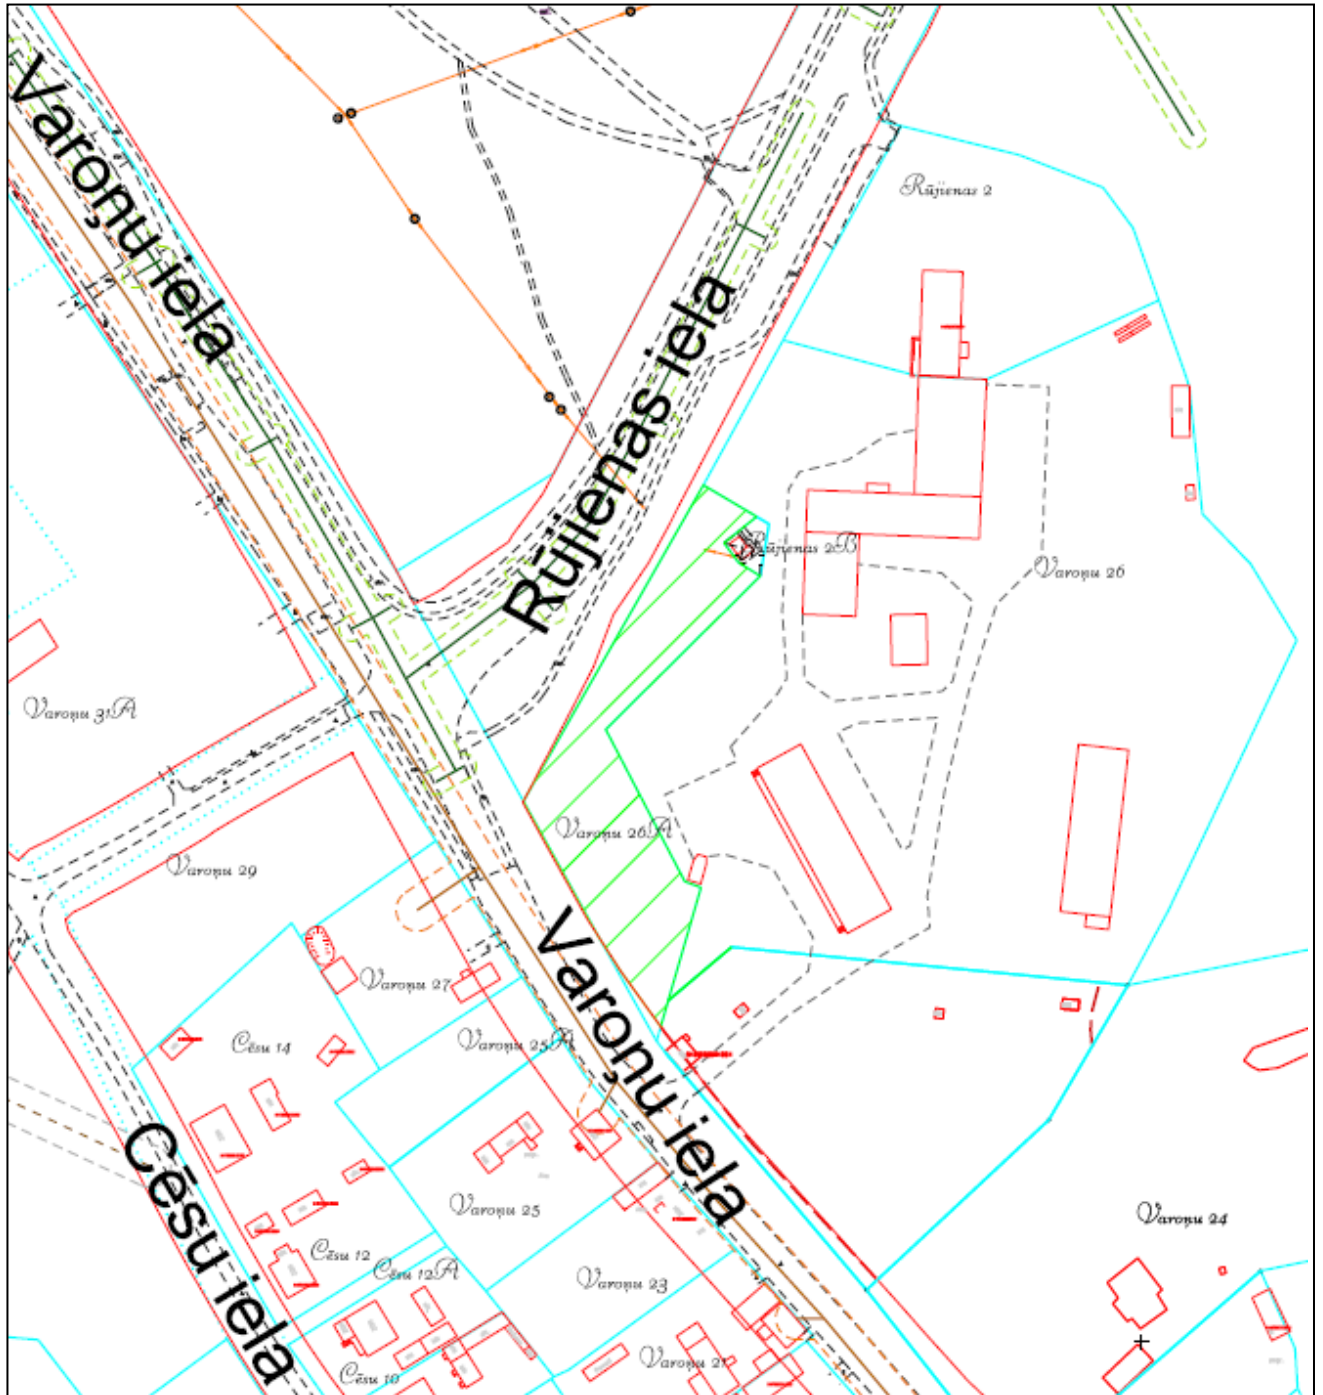 Varoņu iela
Rūjienas 2
Rūjienas iela
Rūjienas 2B
Varoņu 26
Varoņu 31A
Varoņu 26A
Varoņu 29
Varoņu 27
Varoņu iela
Cēsu 14
Varoņu 25A
Cēsu iela
Varoņu 25
Varoņu 24
Cēsu 12
Cēsu 12A
Varoņu 23
Varoņu 21
Cēsu 10